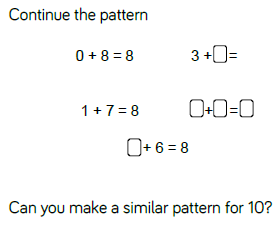 Continue the pattern
0 + 8 = 8
3 +▢=
1 + 7 = 8
▢+▢=▢
▢+ 6 = 8
Can you make a similar pattern for 10?